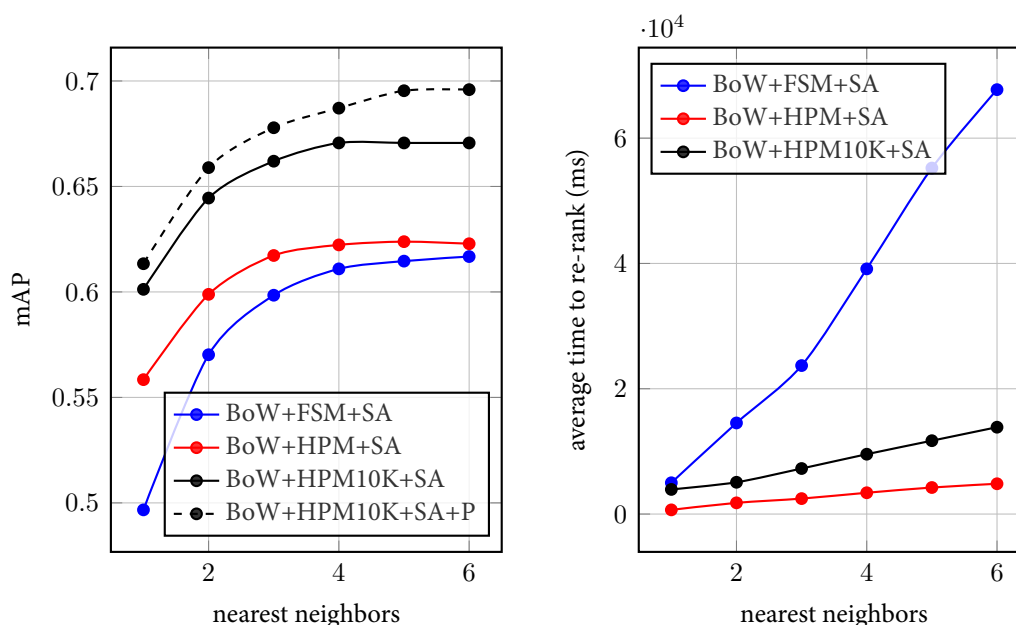 0.7
0.65
0.6
0.55
0.5
mAP
BoW+FSM+SA
BoW+HPM+SA
BoW+HPM10K+SA
BoW+HPM10K+SA+P
2 4 6
nearest neighbors
·10⁴
6
4
2
0
average time to re-rank (ms)
BoW+FSM+SA
BoW+HPM+SA
BoW+HPM10K+SA
2 4 6
nearest neighbors